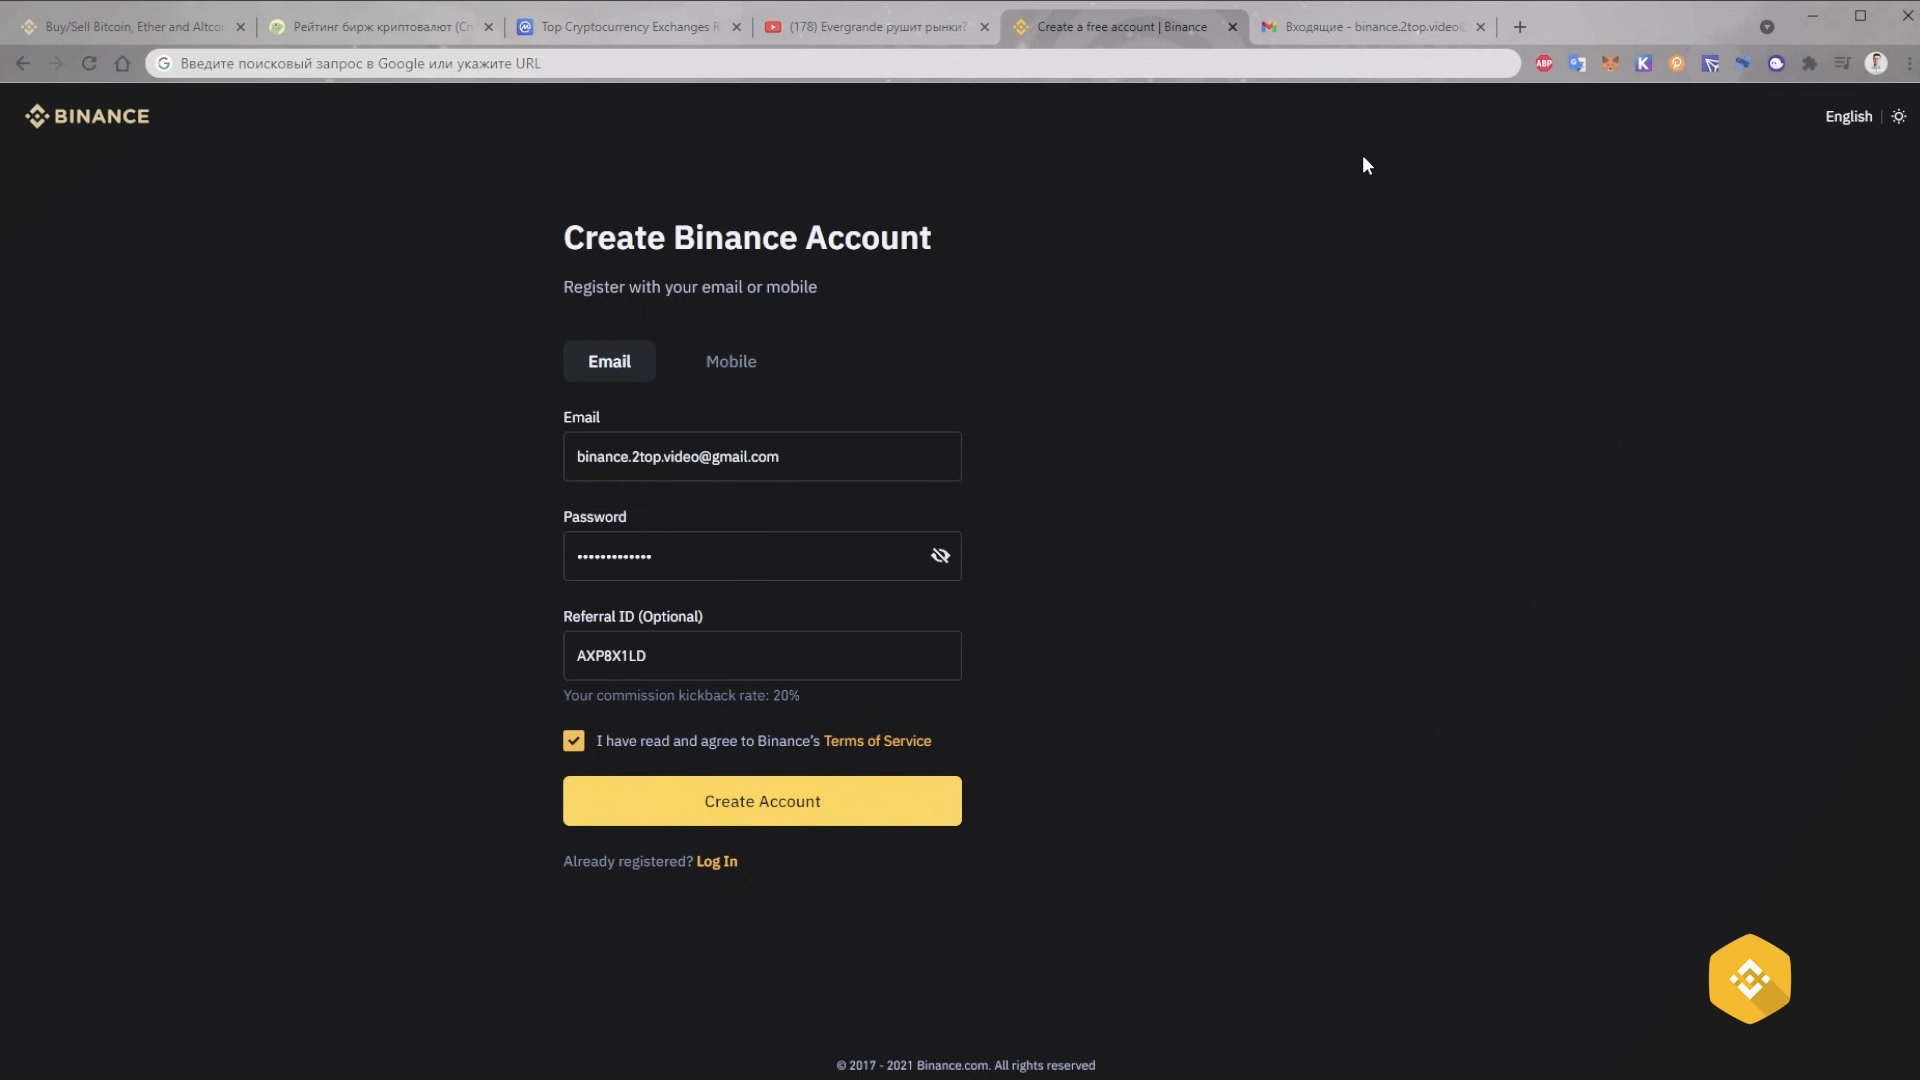 Buy/Sell Bitcoin, Ether and Altcoi
Рейтинг бирж криптовалют (Сп
Top Cryptocurrency Exchanges R
(178) Evergrande рушит рынки?
Create a free account | Binance
Входящие - binance.2top.video@
Введите поисковый запрос в Google или укажите URL
ABP
K
BINANCE
English
Create Binance Account
Register with your email or mobile
Email
Mobile
Email
binance.2top.video@gmail.com
Password
Referral ID (Optional)
AXP8X1LD
Your commission kickback rate: 20%
I have read and agree to Binance’s Terms of Service
Create Account
Already registered? Log In
© 2017 - 2021 Binance.com. All rights reserved